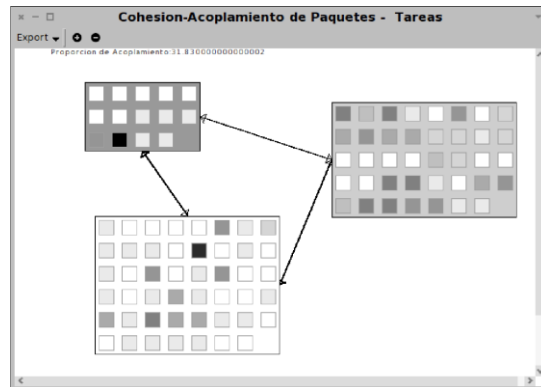 Cohesion-Acoplamiento de Paquetes - Tareas
Export
Proporcion de Acoplamiento:31.830000000000002